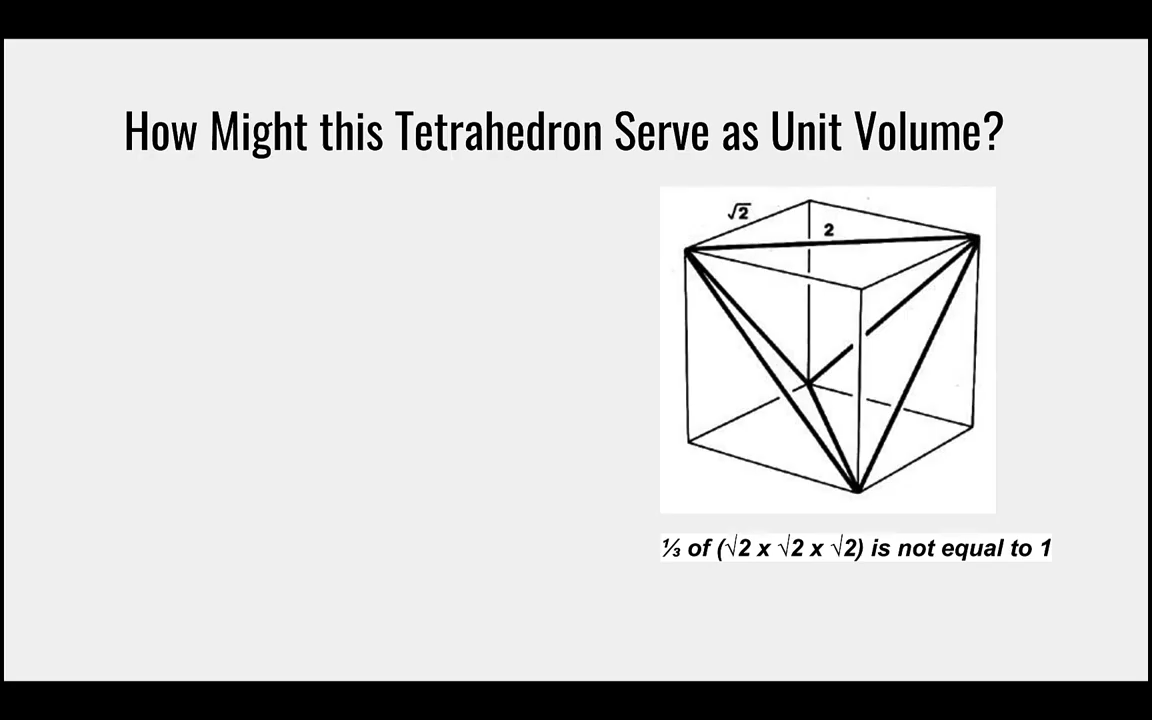 How Might this Tetrahedron Serve as Unit Volume?
√2
2
⅓ of (√2 x √2 x √2) is not equal to 1